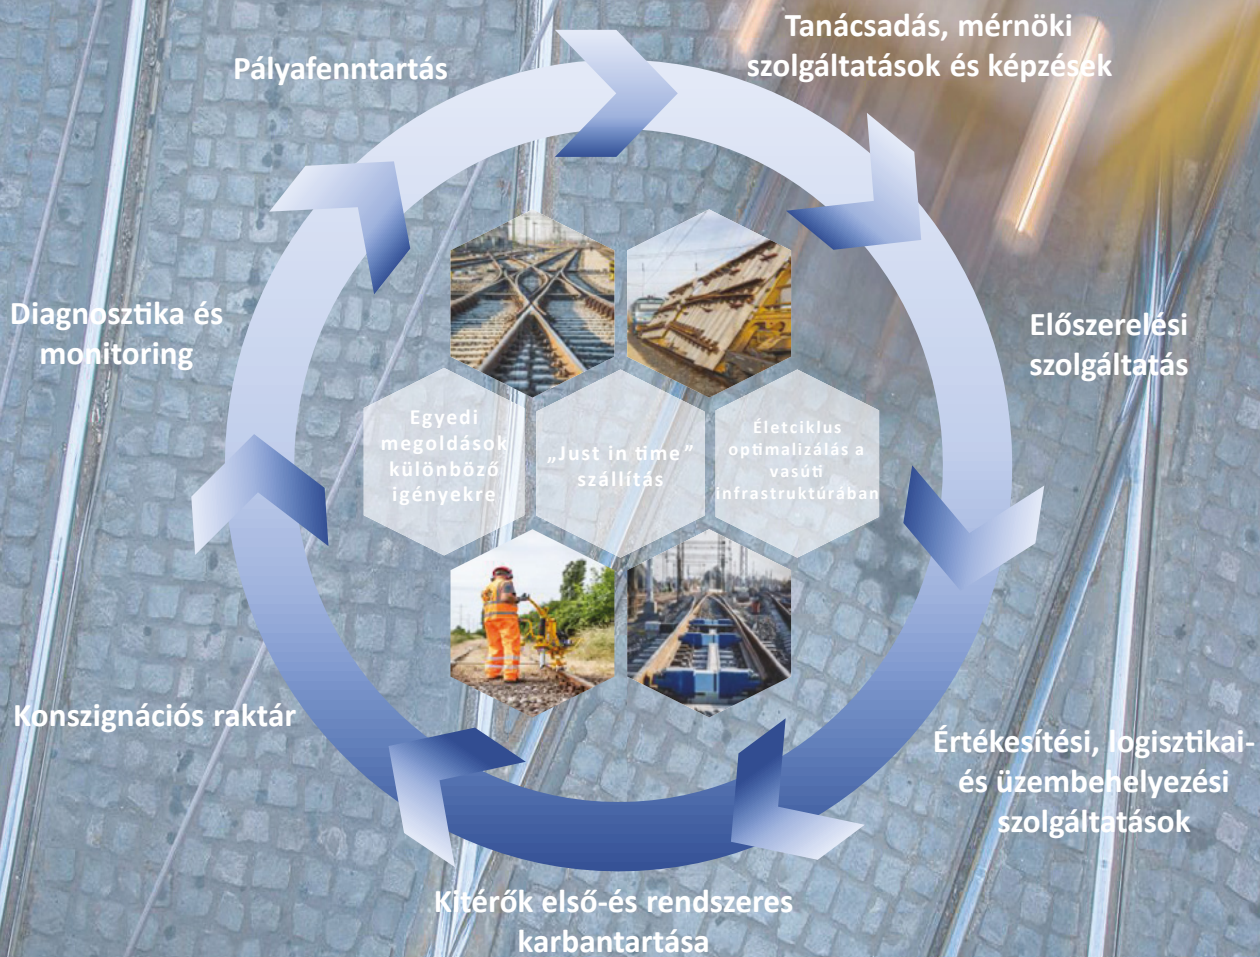 Tanácsadás, mérnöki
szolgáltatások és képzések
Pályafenntartás
Diagnosztika és
monitoring
Előszerelési
szolgáltatás
Egyedi
megoldások
különböző
igényekre
„Just in time”
szállítás
Életciklus
optimalizálás a
vasúti
infrastruktúrában
Konszignációs raktár
Értékesítési, logisztikai-
és üzembehelyezési
szolgáltatások
Kitérők első-és rendszeres
karbantartása